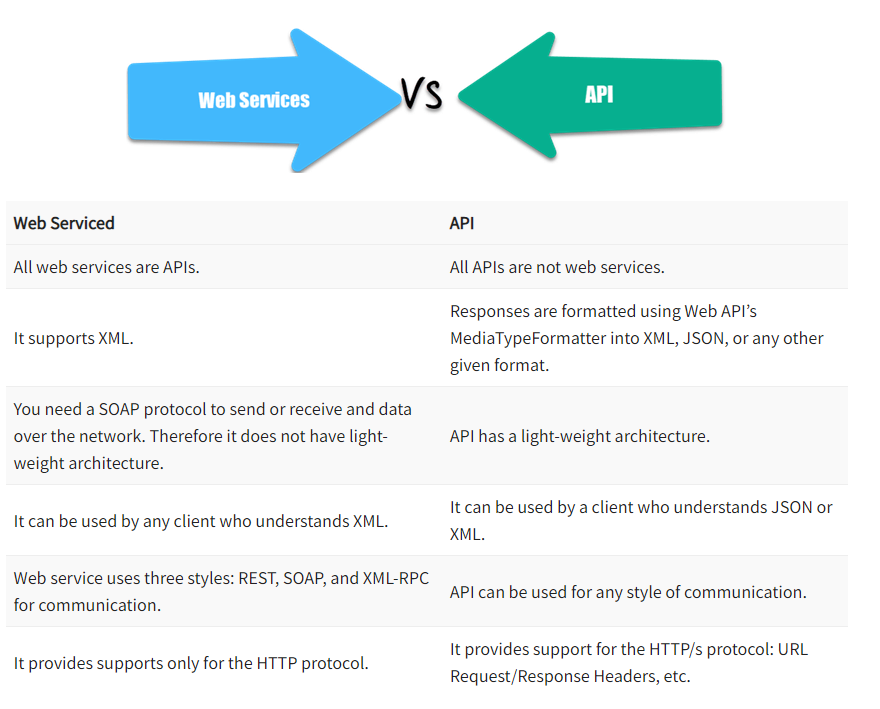 Web Services
VS
API
Web Serviced
API
All web services are APIs.
All APIs are not web services.
It supports XML.
Responses are formatted using Web API’s
MediaTypeFormatter into XML, JSON, or any other
given format.
You need a SOAP protocol to send or receive and data
over the network. Therefore it does not have light-
weight architecture.
API has a light-weight architecture.
It can be used by any client who understands XML.
It can be used by a client who understands JSON or
XML.
Web service uses three styles: REST, SOAP, and XML-RPC
for communication.
API can be used for any style of communication.
It provides supports only for the HTTP protocol.
It provides support for the HTTP/s protocol: URL
Request/Response Headers, etc.